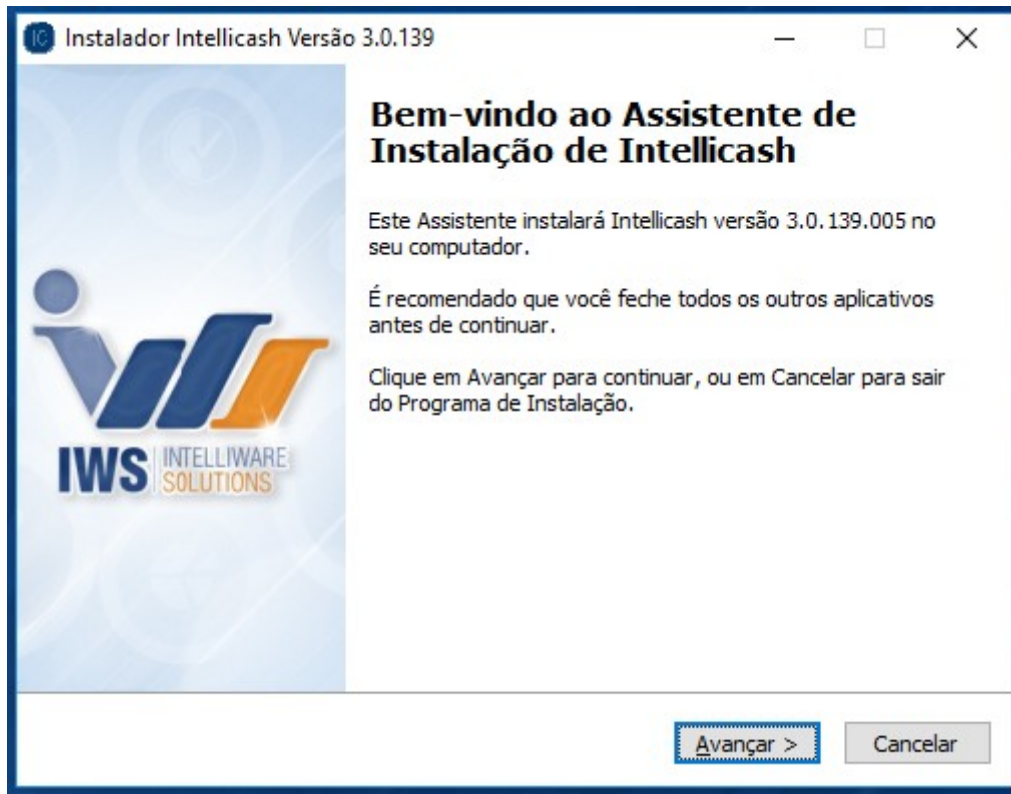 Instalador Intellicash Versão 3.0.139
Bem-vindo ao Assistente de
Instalação de Intellicash
Este Assistente instalará Intellicash versão 3.0.139.005 no
seu computador.
É recomendado que você feche todos os outros aplicativos
antes de continuar.
Clique em Avançar para continuar, ou em Cancelar para sair
do Programa de Instalação.
IWS INTELLIWARE
SOLUTIONS
Avançar >
Cancelar